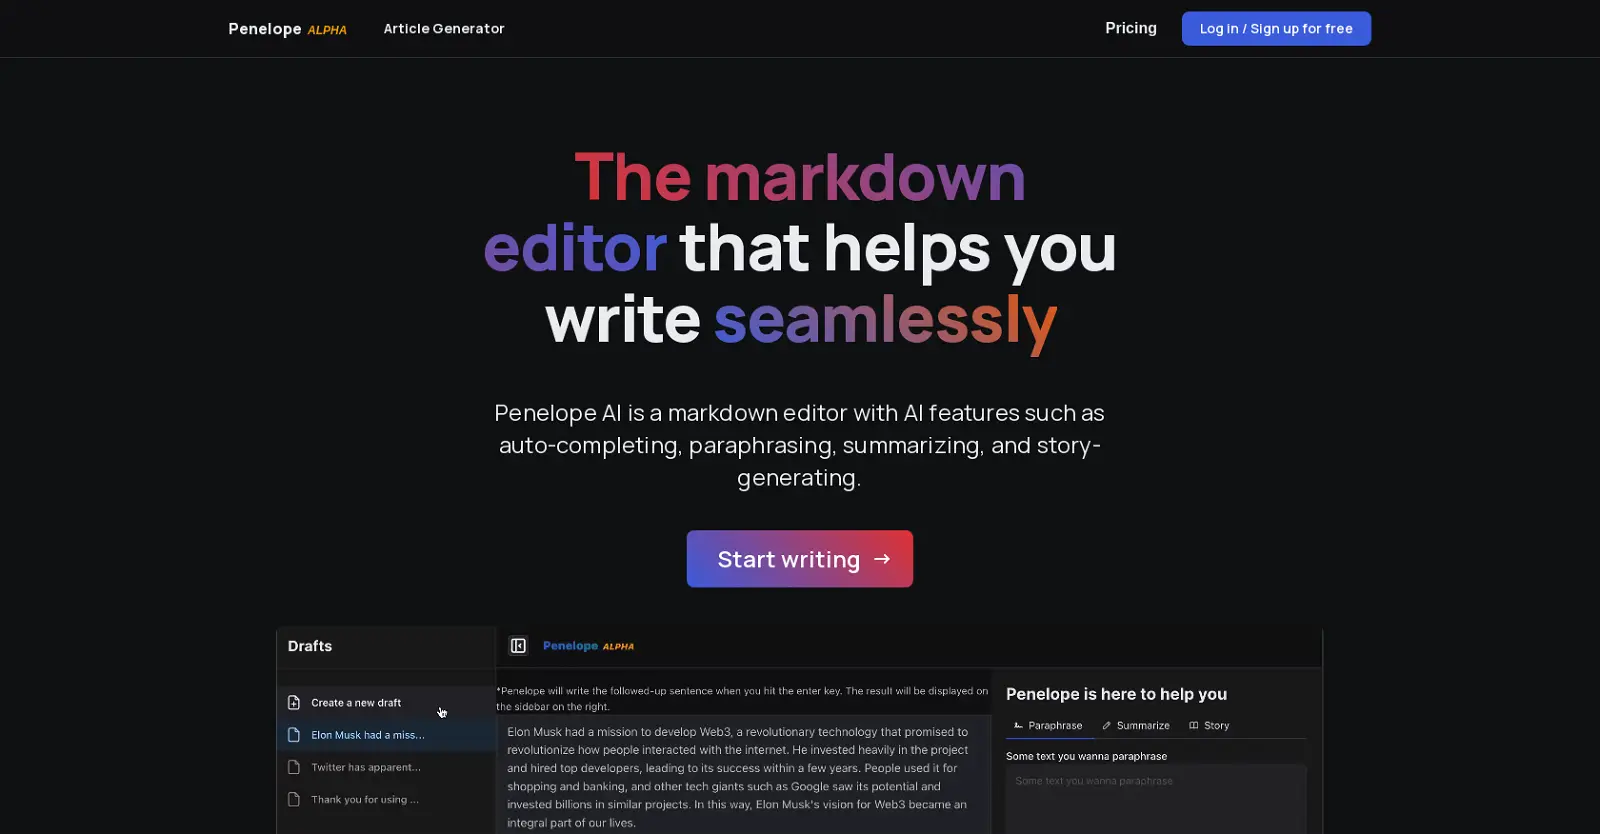 Penelope ALPHA
Article Generator
Pricing
Log in / Sign up for free
The markdown
editor that helps you
write seamlessly
Penelope AI is a markdown editor with AI features such as
auto-completing, paraphrasing, summarizing, and story-
generating.
Start writing →
Drafts
Create a new draft
Elon Musk had a miss...
Twitter has apparent...
Thank you for using ...
Penelope ALPHA
*Penelope will write the followed-up sentence when you hit the enter key. The result will be displayed on
the sidebar on the right.
Elon Musk had a mission to develop Web3, a revolutionary technology that promised to
revolutionize how people interacted with the internet. He invested heavily in the project
and hired top developers, leading to its success within a few years. People used it for
shopping and banking, and other tech giants such as Google saw its potential and
invested billions in similar projects. In this way, Elon Musk's vision for Web3 became an
integral part of our lives.
Penelope is here to help you
Paraphrase
Summarize
Story
Some text you wanna paraphrase
Some text you wanna paraphrase